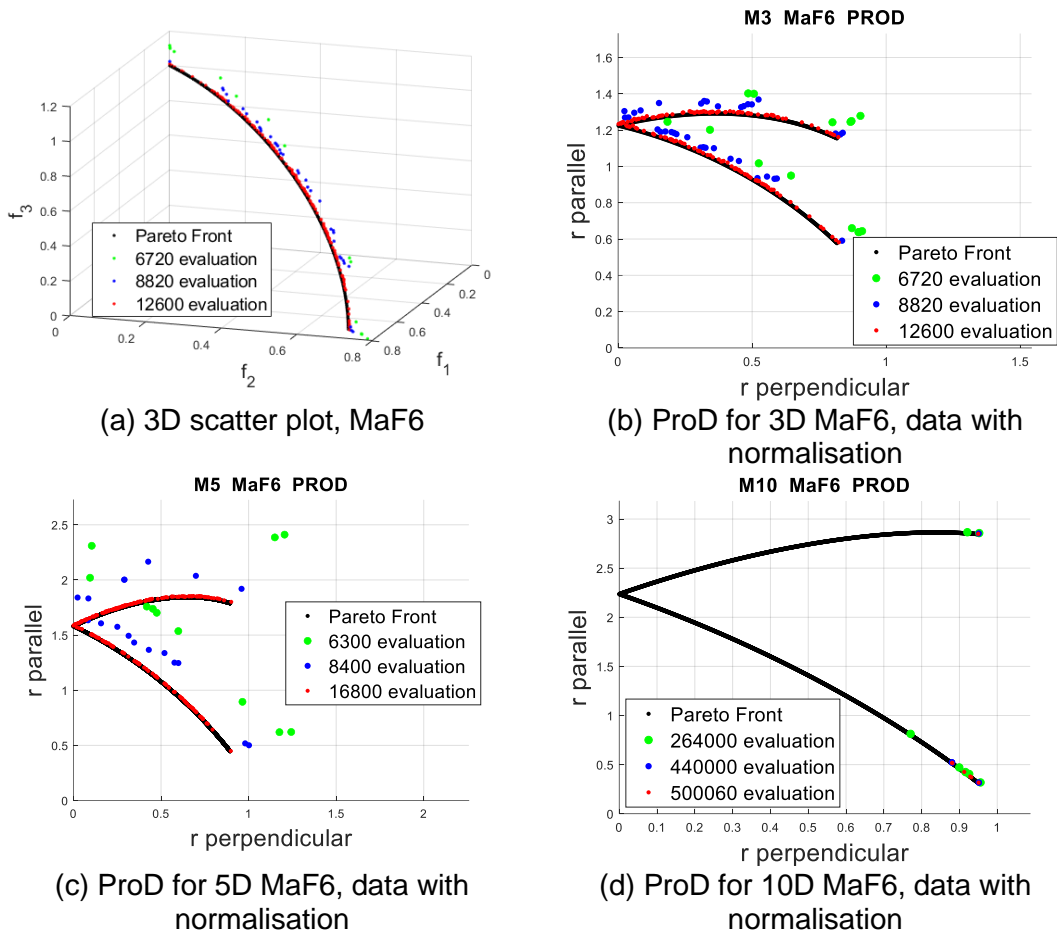 1.2
1
0.8
0.6
0.4
0.2
0
f3
0
0.2
0.4
0.6
0.8
f2
0.8
0.6
0.4
0.2
0
f1
Pareto Front
6720 evaluation
8820 evaluation
12600 evaluation
(a) 3D scatter plot, MaF6
M3 MaF6 PROD
1.6
1.4
1.2
1
0.8
0.6
0.4
0.2
0
r parallel
0
0.5
1
1.5
r perpendicular
Pareto Front
6720 evaluation
8820 evaluation
12600 evaluation
(b) ProD for 3D MaF6, data with
normalisation
M5 MaF6 PROD
2.5
2
1.5
1
0.5
0
r parallel
0
0.5
1
1.5
2
r perpendicular
Pareto Front
6300 evaluation
8400 evaluation
16800 evaluation
(c) ProD for 5D MaF6, data with
normalisation
M10 MaF6 PROD
3
2.5
2
1.5
1
0.5
0
r parallel
0
0.1
0.2
0.3
0.4
0.5
0.6
0.7
0.8
0.9
1
r perpendicular
Pareto Front
264000 evaluation
440000 evaluation
500060 evaluation
(d) ProD for 10D MaF6, data with
normalisation